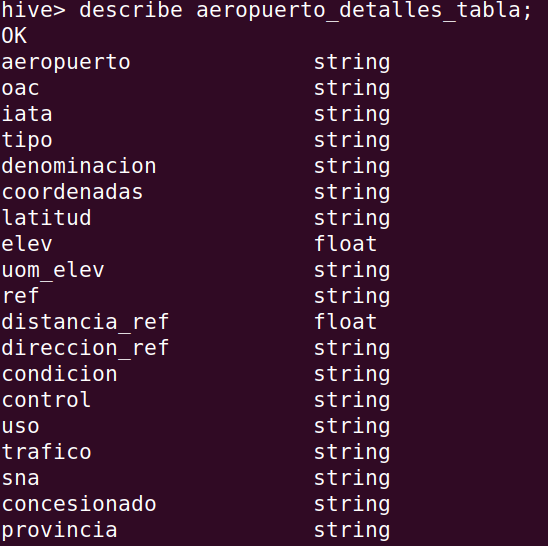 hive> describe aeropuerto_detalles_tabla;
OK
aeropuerto string
oac string
iata string
tipo string
denominacion string
coordenadas string
latitud string
elev float
uom_elev string
ref string
distancia_ref float
direccion_ref string
condicion string
control string
uso string
trafico string
sna string
concesionado string
provincia string